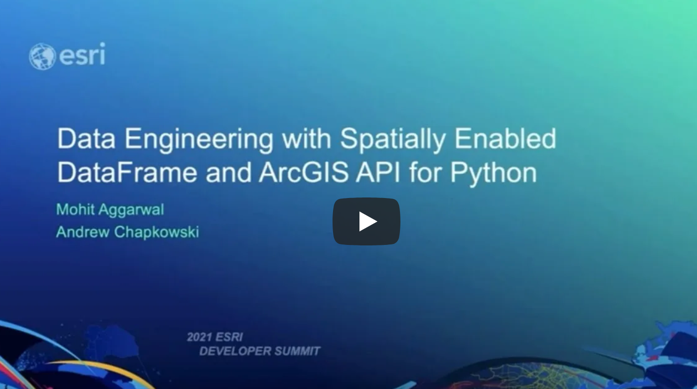 esri
Data Engineering with Spatially Enabled
DataFrame and ArcGIS API for Python
Mohit Aggarwal
Andrew Chapkowski
2021 ESRI
DEVELOPER SUMMIT